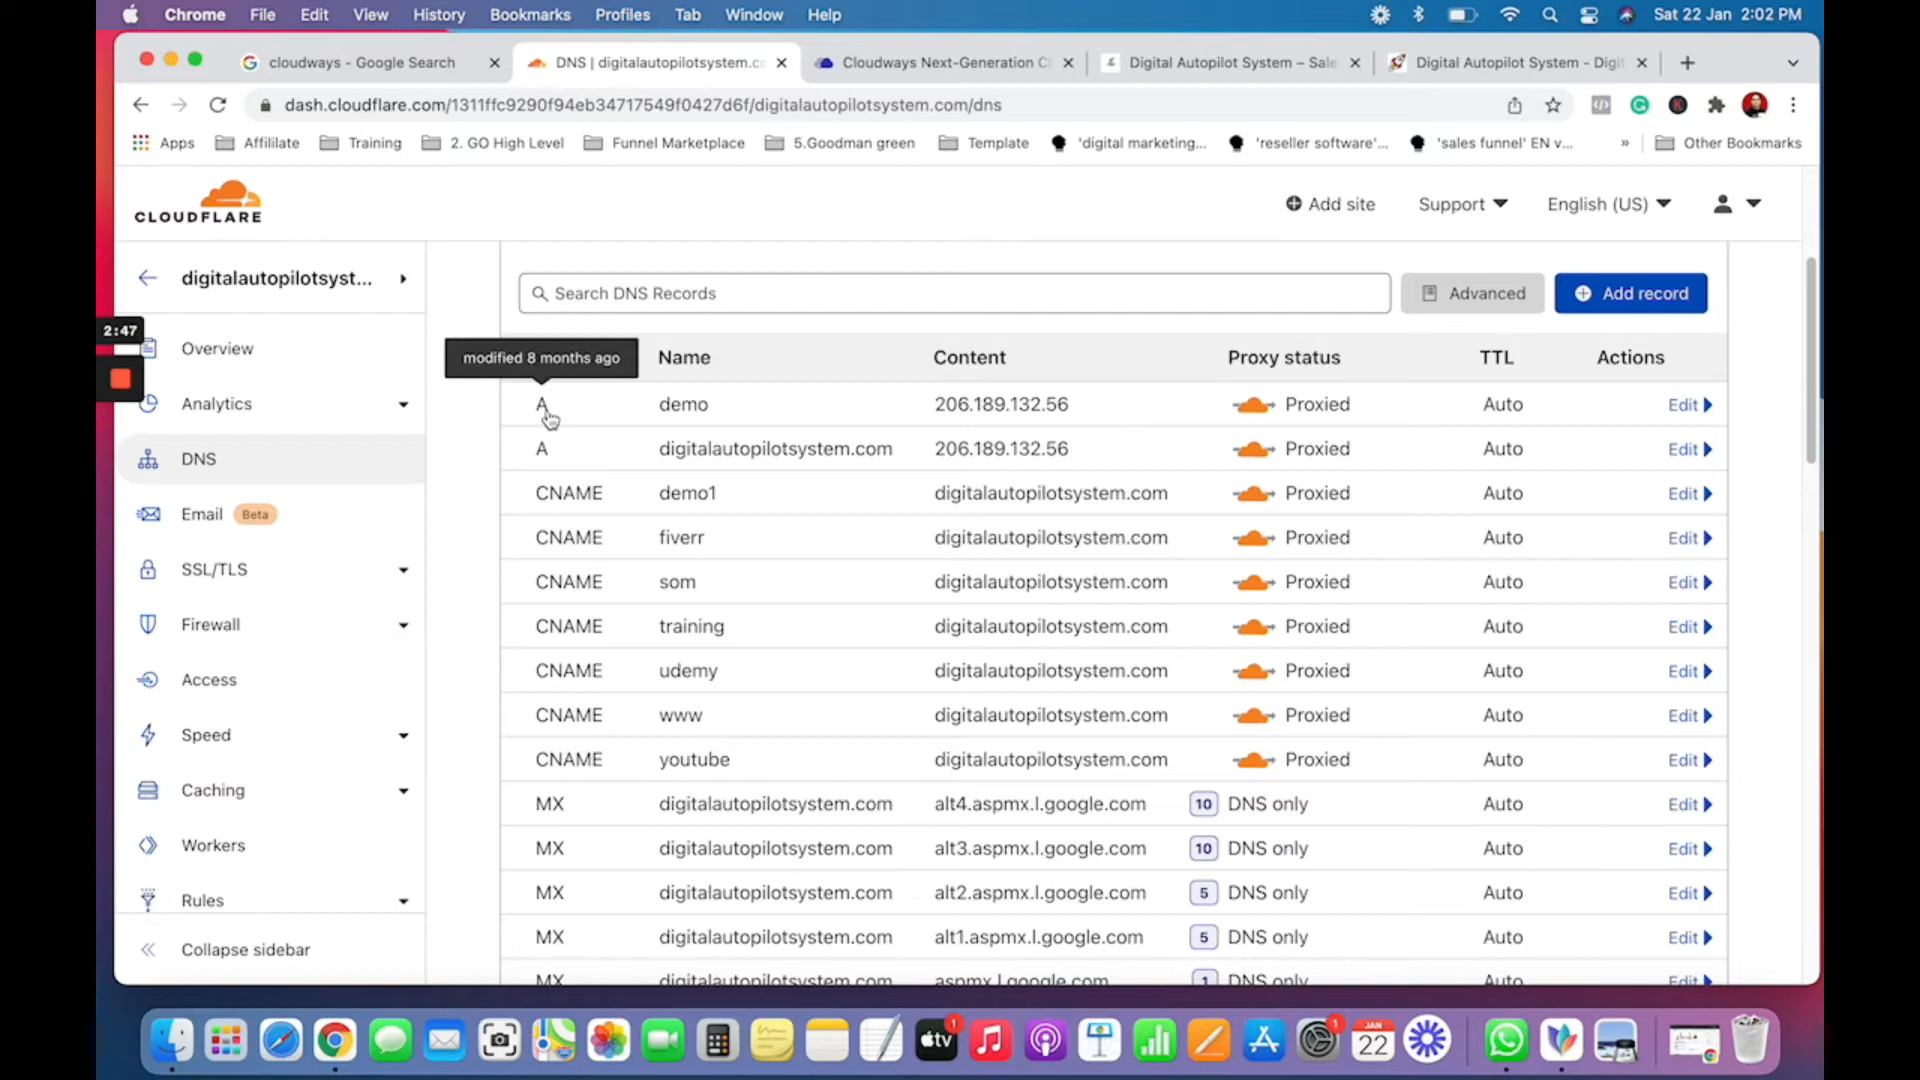 Chrome File Edit View History Bookmarks Profiles Tab Window Help Sat 22 Jan 2:02 PM
cloudways - Google Search DNS | digitalautopilotsystem.co Cloudways Next-Generation Cl Digital Autopilot System – Sale Digital Autopilot System - Digit
dash.cloudflare.com/1311ffc9290f94eb34717549f0427d6f/digitalautopilotsystem.com/dns
Apps Affililate Training 2. GO High Level Funnel Marketplace 5.Goodman green Template 'digital marketing... 'reseller software'... 'sales funnel' EN v... » Other Bookmarks
CLOUDFLARE
Add site Support English (US)
digitalautopilotsyst...
Search DNS Records Advanced Add record
2:47
Overview
modified 8 months ago Name Content Proxy status TTL Actions
Analytics
A demo 206.189.132.56 Proxied Auto Edit
A digitalautopilotsystem.com 206.189.132.56 Proxied Auto Edit
DNS
CNAME demo1 digitalautopilotsystem.com Proxied Auto Edit
Email Beta
CNAME fiverr digitalautopilotsystem.com Proxied Auto Edit
SSL/TLS
CNAME som digitalautopilotsystem.com Proxied Auto Edit
Firewall
CNAME training digitalautopilotsystem.com Proxied Auto Edit
Access
CNAME udemy digitalautopilotsystem.com Proxied Auto Edit
Speed
CNAME www digitalautopilotsystem.com Proxied Auto Edit
CNAME youtube digitalautopilotsystem.com Proxied Auto Edit
Caching
MX digitalautopilotsystem.com alt4.aspmx.l.google.com 10 DNS only Auto Edit
Workers
MX digitalautopilotsystem.com alt3.aspmx.l.google.com 10 DNS only Auto Edit
Rules
MX digitalautopilotsystem.com alt2.aspmx.l.google.com 5 DNS only Auto Edit
MX digitalautopilotsystem.com alt1.aspmx.l.google.com 5 DNS only Auto Edit
Collapse sidebar
MX digitalautopilotsystem.com aspmx.l.google.com 1 DNS only Auto Edit
tv 1 1
JAN
22